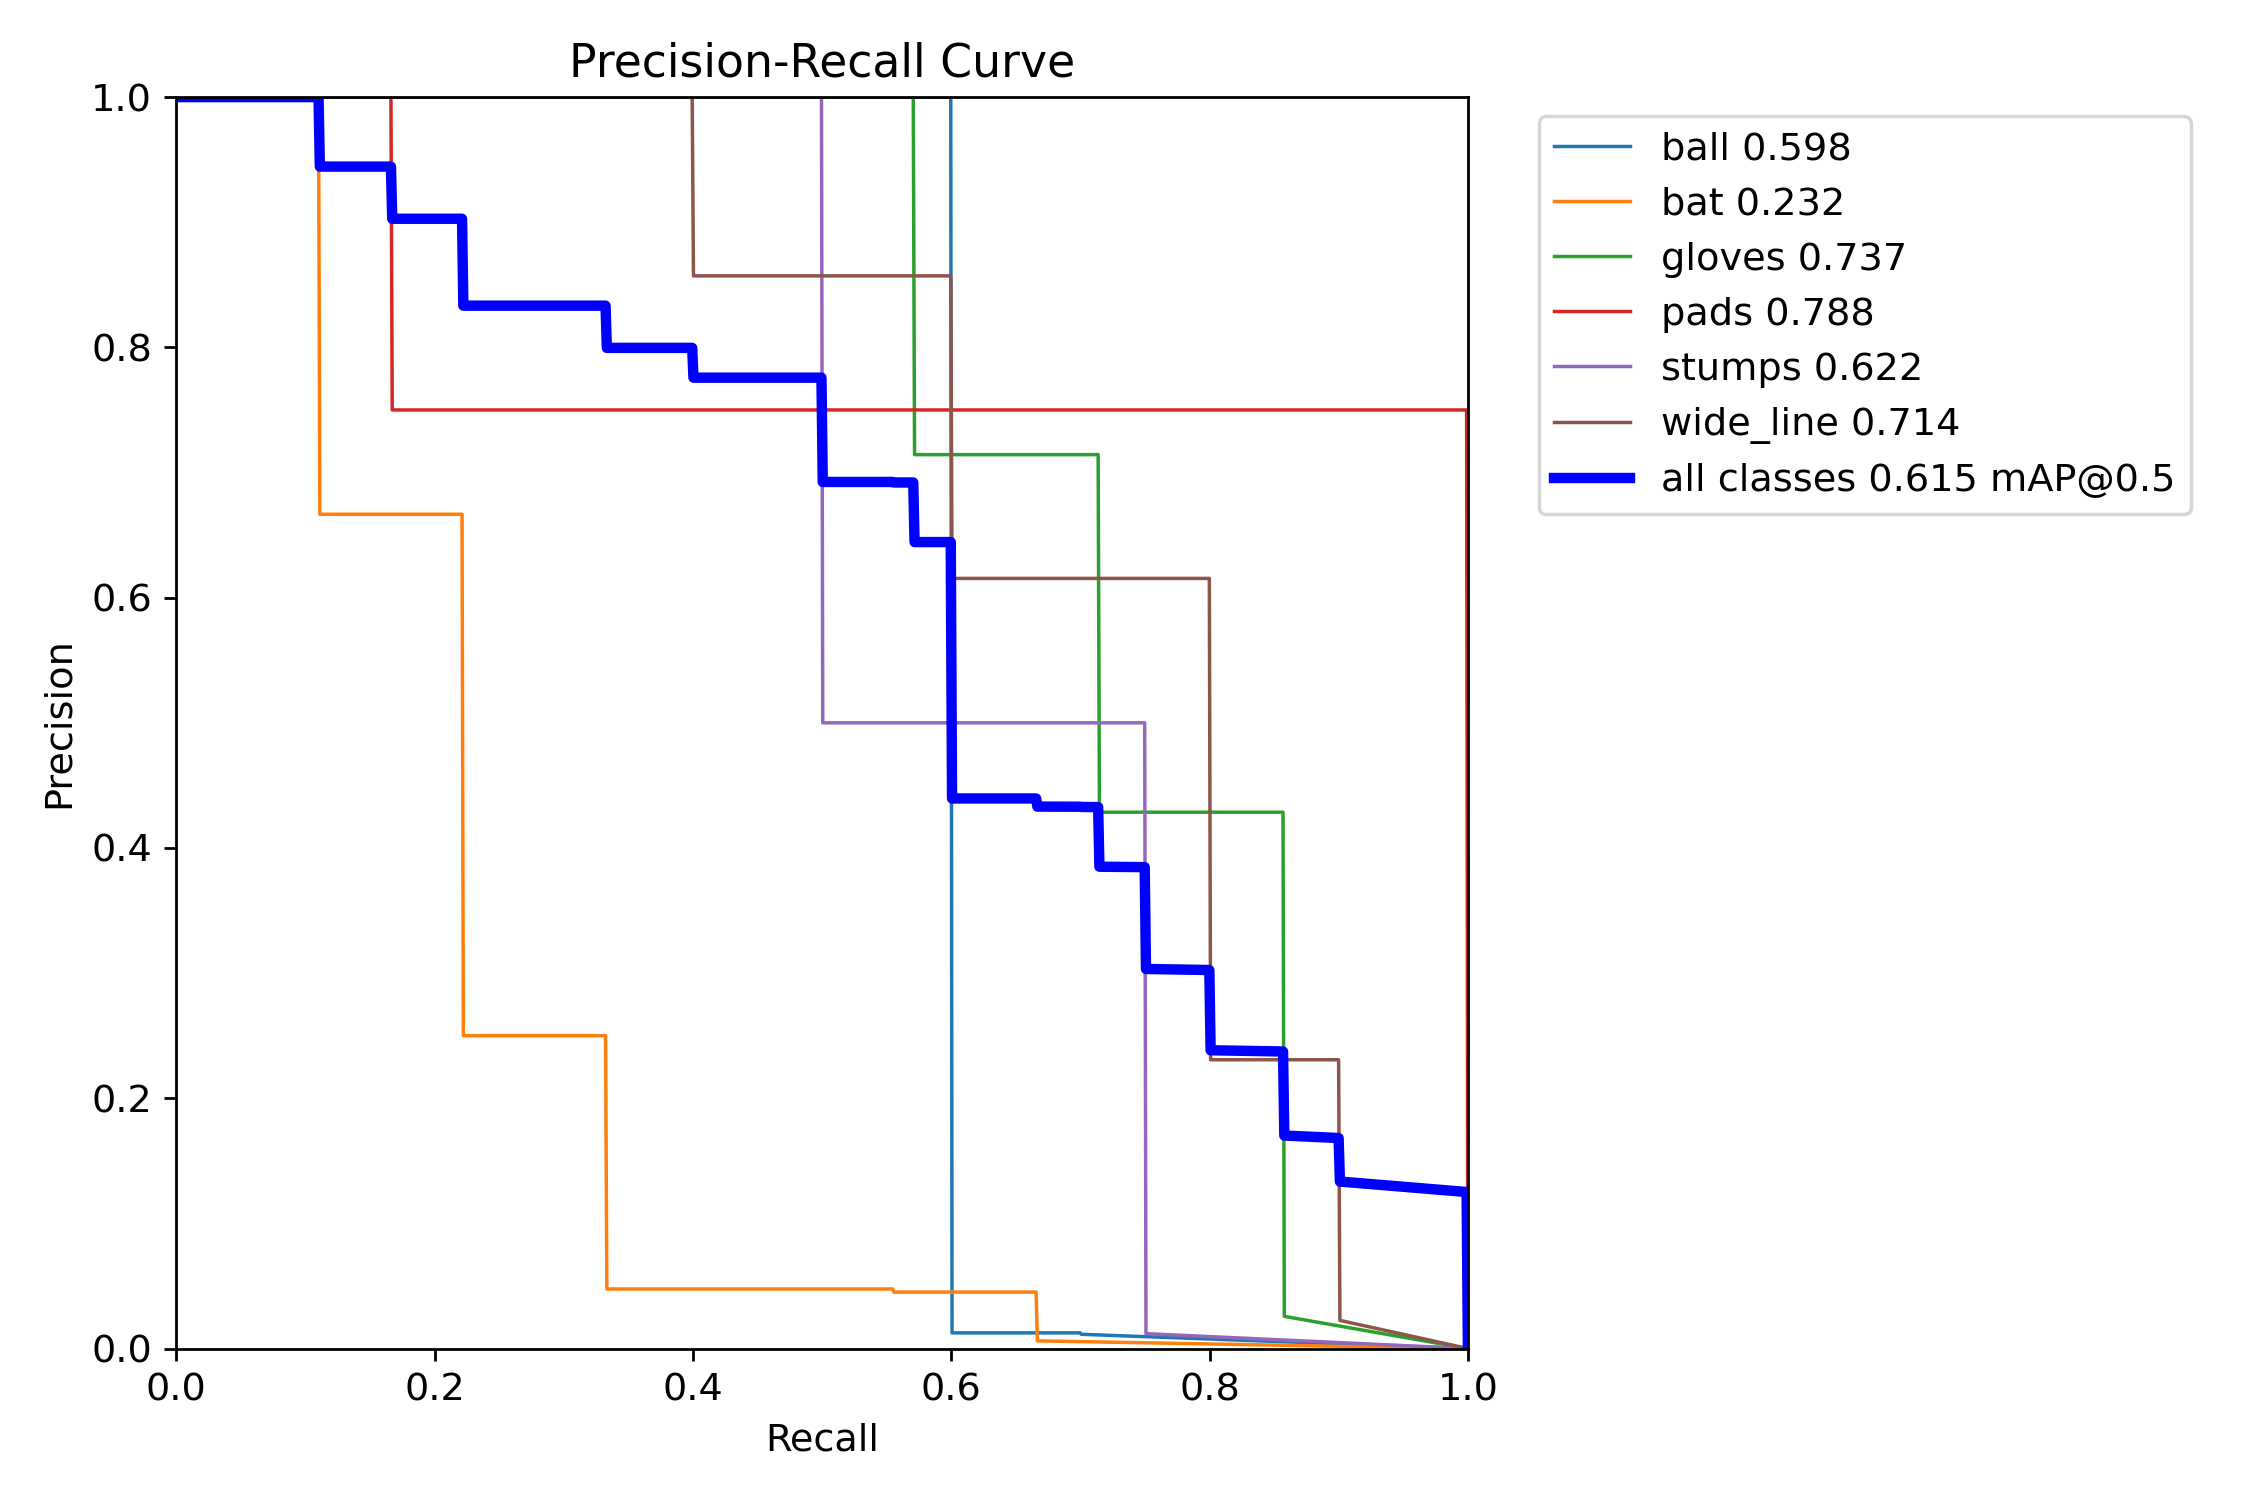 Precision-Recall Curve
1.0
0.8
0.6
0.4
0.2
0.0
Precision
0.0 0.2 0.4 0.6 0.8 1.0
Recall
ball 0.598
bat 0.232
gloves 0.737
pads 0.788
stumps 0.622
wide_line 0.714
all classes 0.615 mAP@0.5